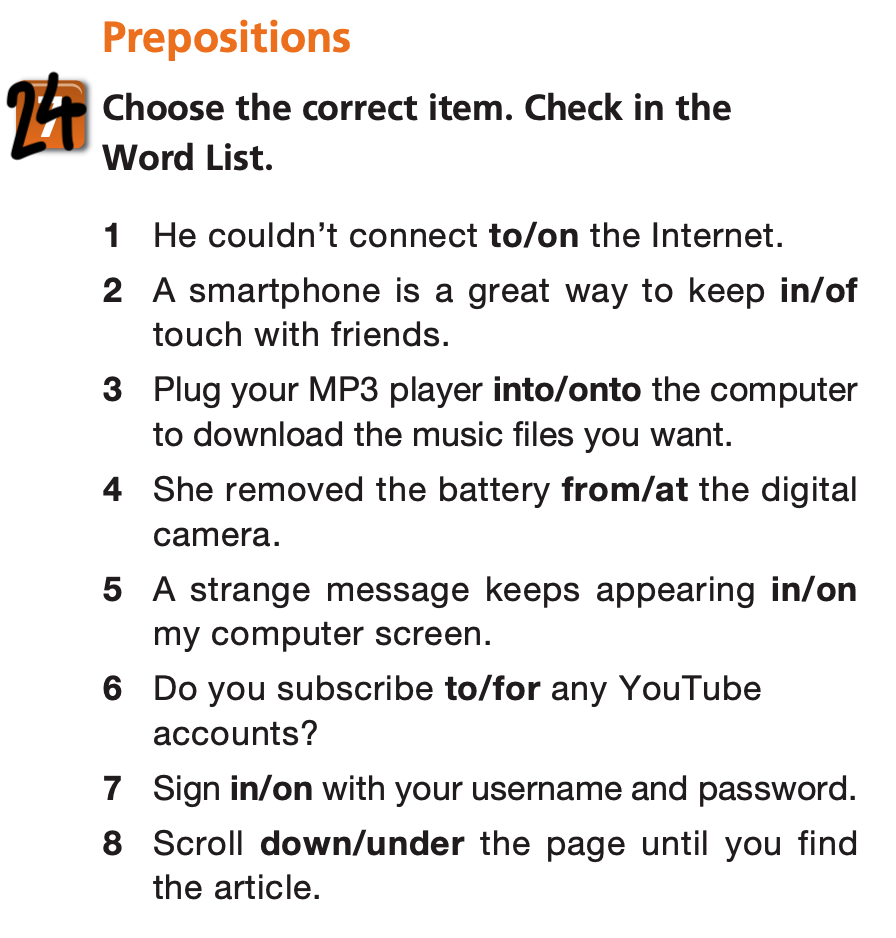 Prepositions
24 Choose the correct item. Check in the
Word List.
1 He couldn’t connect to/on the Internet.
2 A smartphone is a great way to keep in/of
touch with friends.
3 Plug your MP3 player into/onto the computer
to download the music files you want.
4 She removed the battery from/at the digital
camera.
5 A strange message keeps appearing in/on
my computer screen.
6 Do you subscribe to/for any YouTube
accounts?
7 Sign in/on with your username and password.
8 Scroll down/under the page until you find
the article.